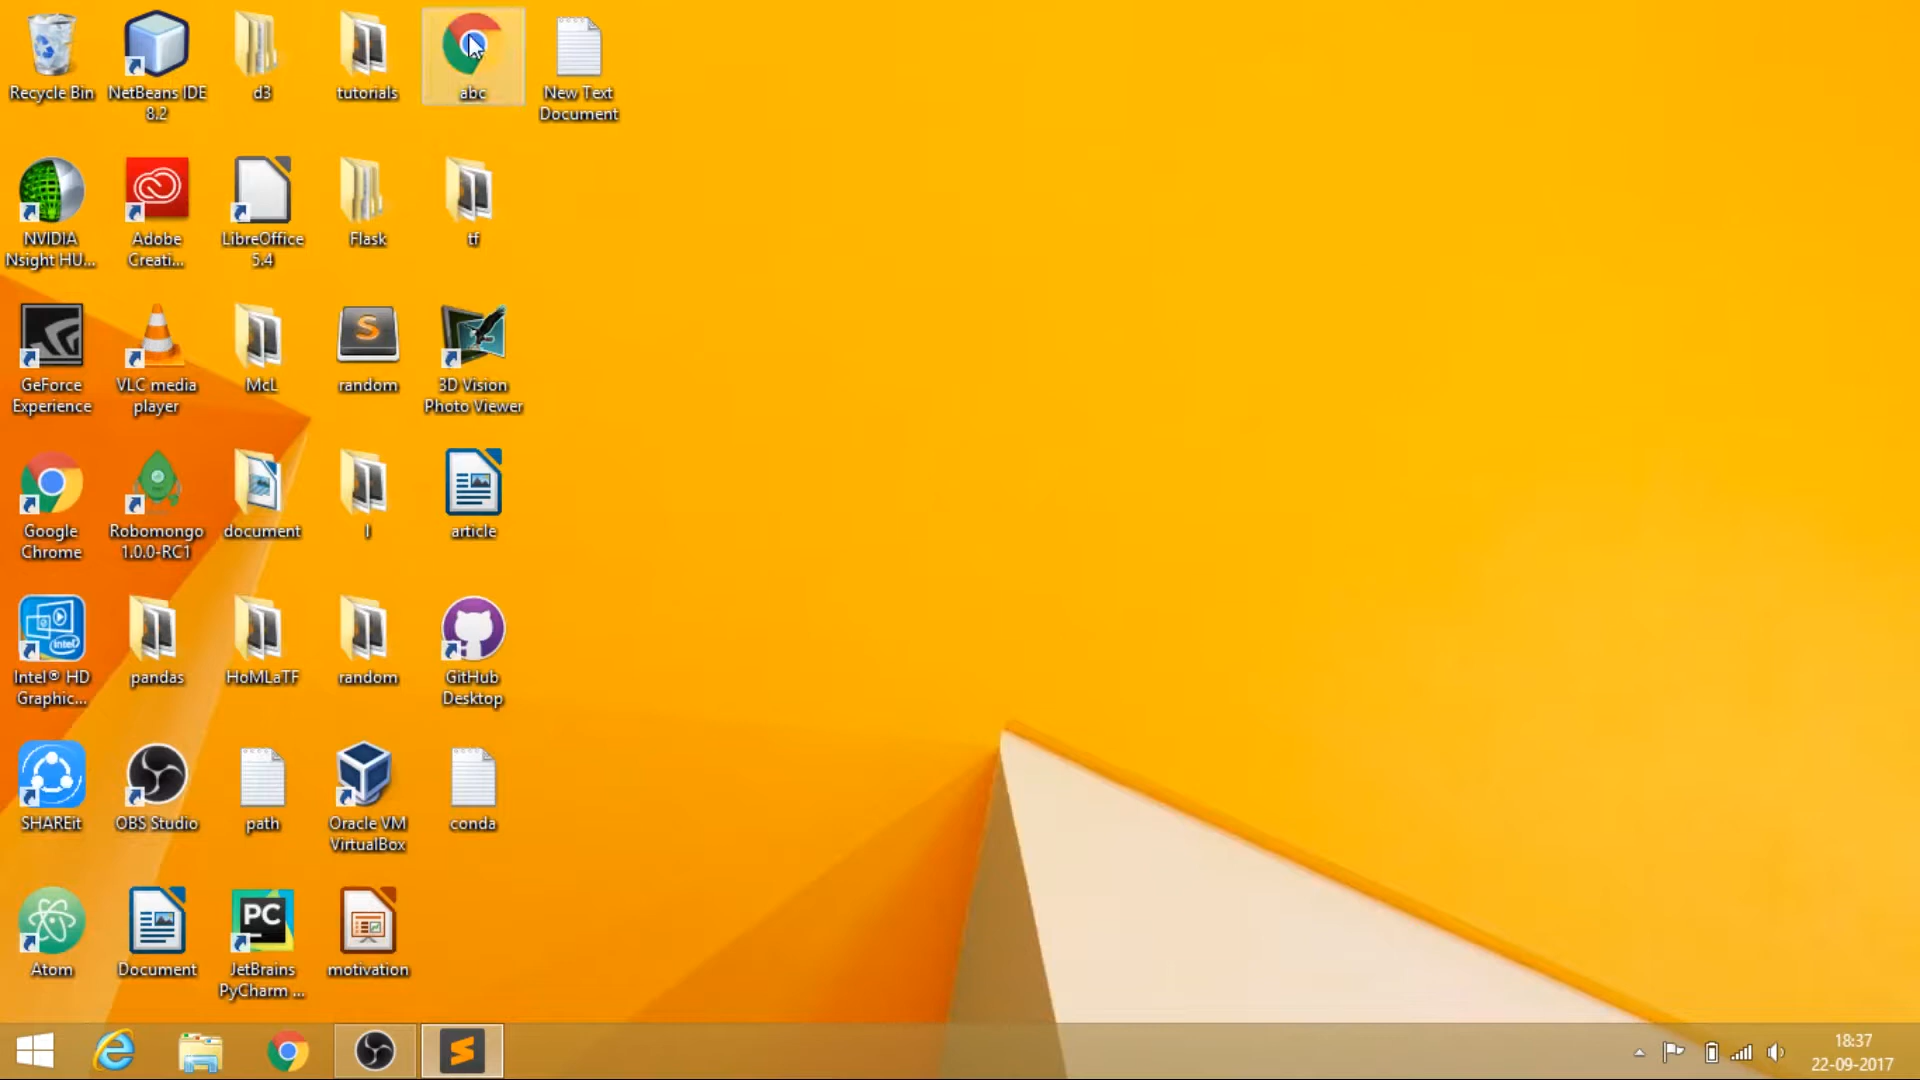 Recycle Bin
NetBeans IDE
8.2
d3
tutorials
abc
New Text
Document
NVIDIA
Nsight HU...
Adobe
Creati...
LibreOffice
5.4
Flask
tf
GeForce
Experience
VLC media
player
McL
S
random
3D Vision
Photo Viewer
Google
Chrome
Robomongo
1.0.0-RC1
document
l
article
intel
Intel® HD
Graphic...
pandas
HoMLaTF
random
GitHub
Desktop
SHAREit
OBS Studio
path
Oracle VM
VirtualBox
conda
Atom
Document
PC
JetBrains
PyCharm ...
motivation
18:37
22-09-2017